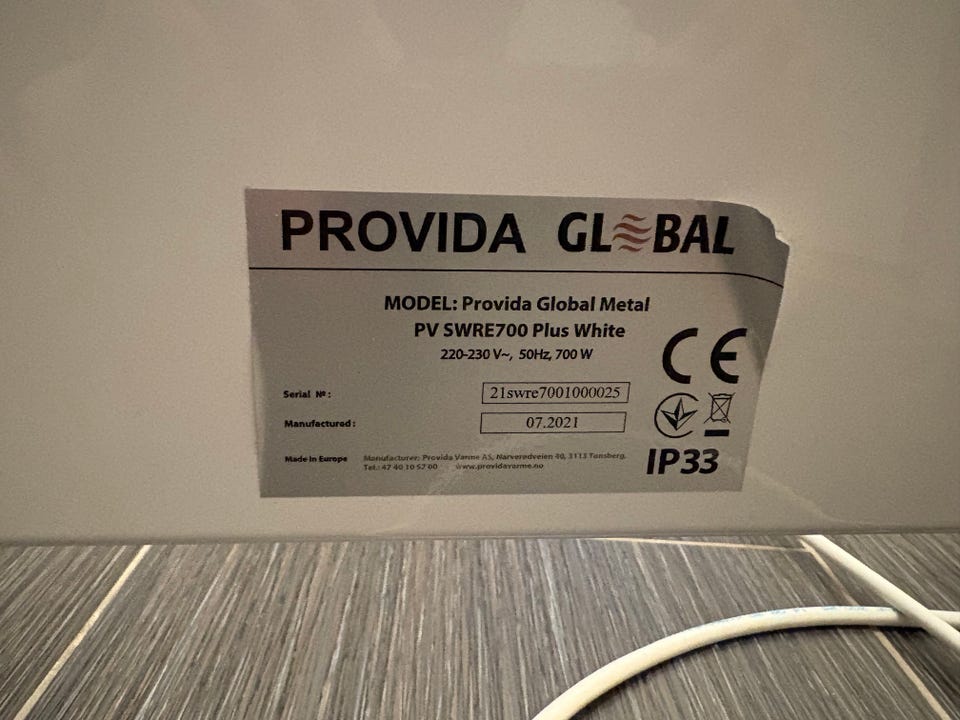 PROVIDA GLOBAL
MODEL: Provida Global Metal
PV SWRE700 Plus White
220-230 V~, 50Hz, 700 W
CE
Serial №: 21swre7001000025
Manufactured: 07.2021
Made in Europe
Manufacturer: Provida Varme AS, Narverødveien 40, 3113 Tønsberg,
Tel.: 47 40 10 57 00 www.providavarme.no
IP33